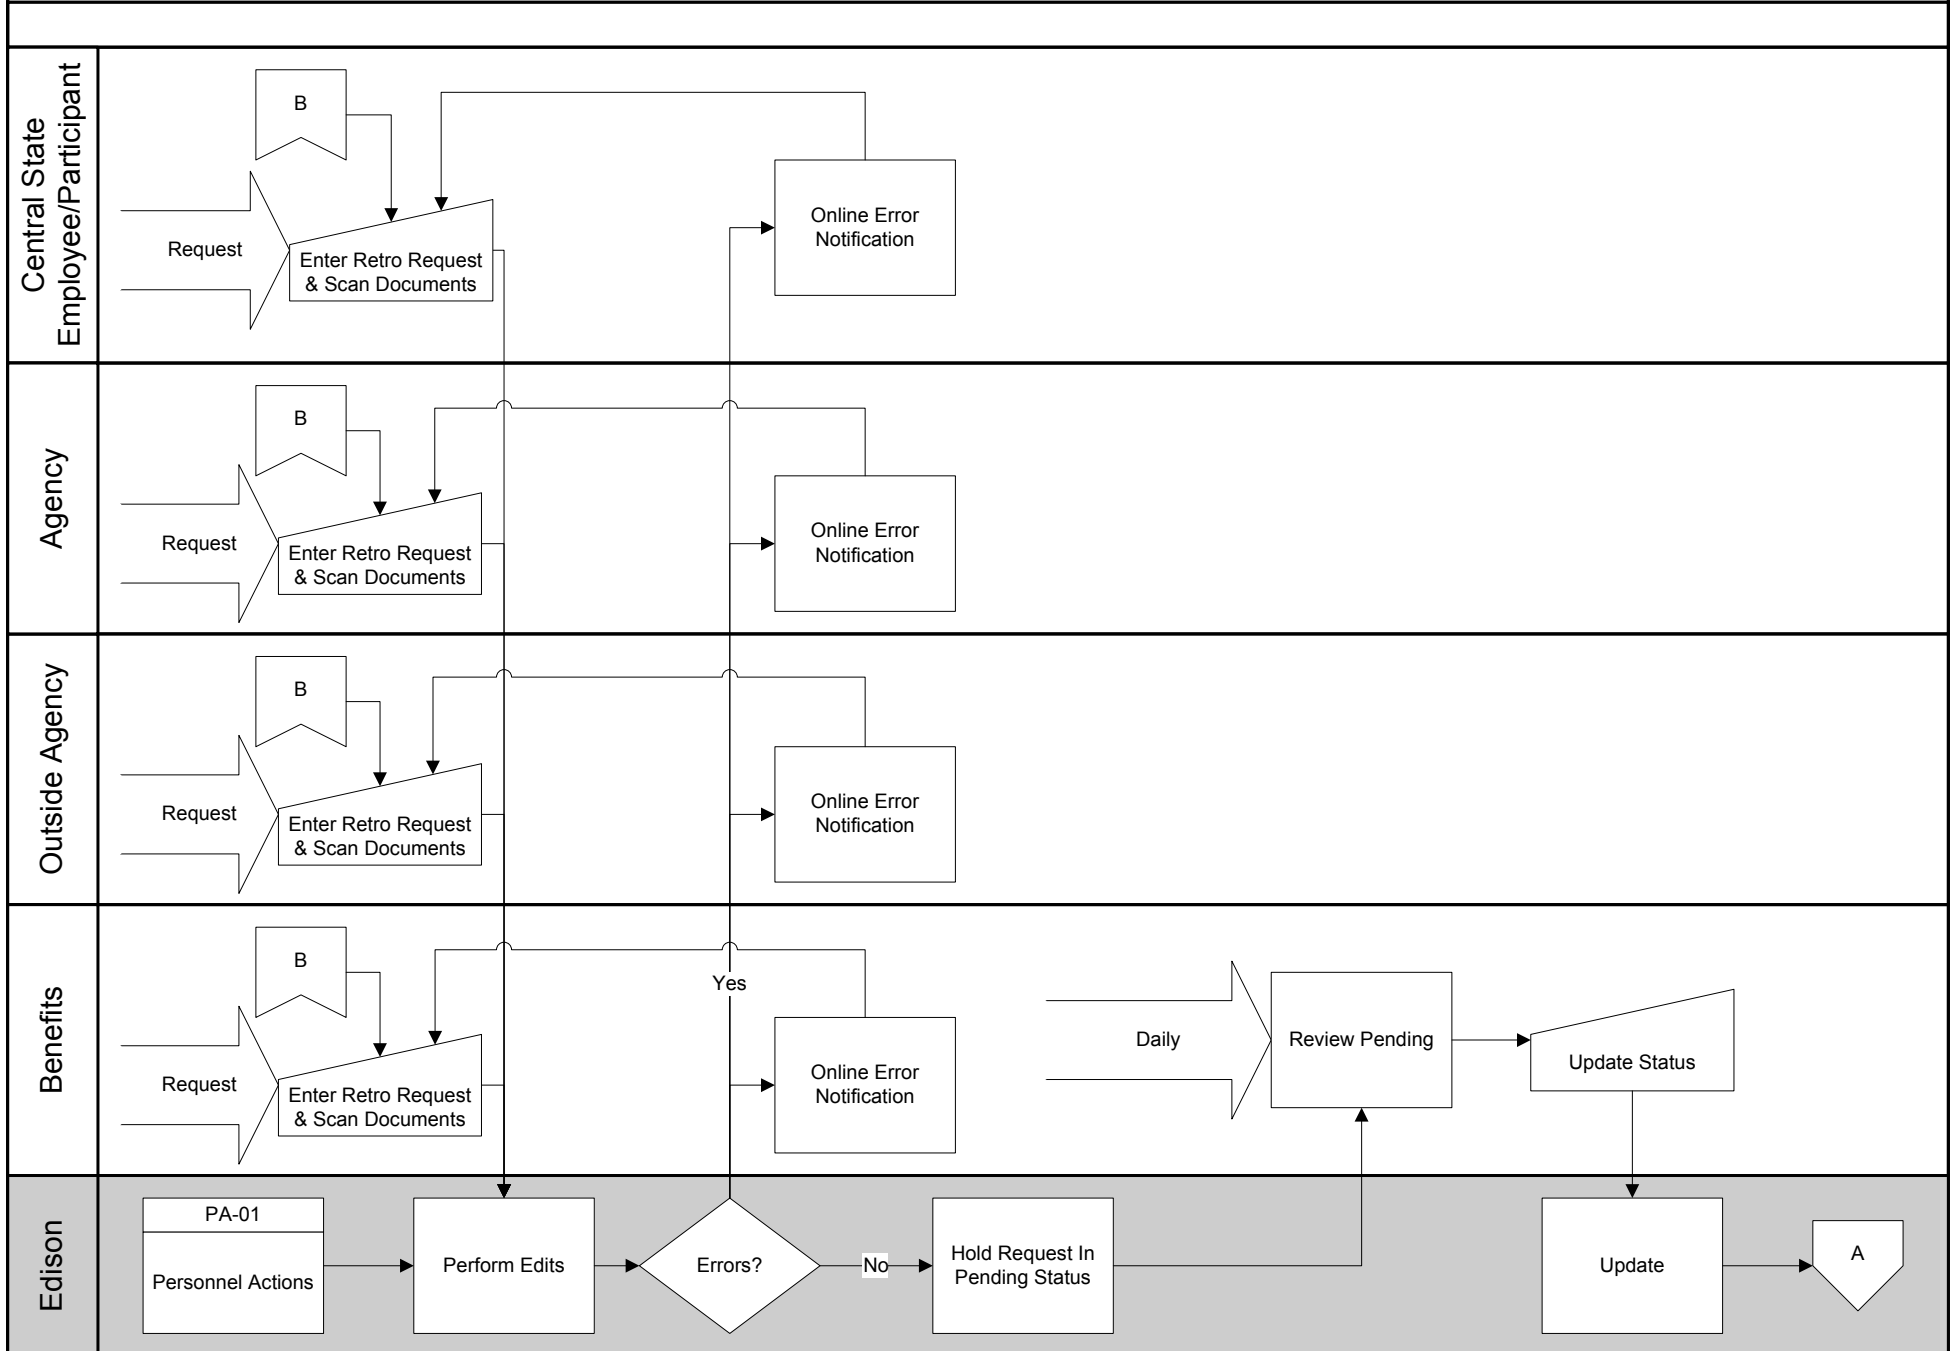 Central State
Employee/Participant
B
Request
Enter Retro Request
& Scan Documents
Online Error
Notification
Agency
B
Request
Enter Retro Request
& Scan Documents
Online Error
Notification
Outside Agency
B
Request
Enter Retro Request
& Scan Documents
Online Error
Notification
Benefits
B
Request
Enter Retro Request
& Scan Documents
Yes
Online Error
Notification
Daily
Review Pending
Update Status
Edison
PA-01
Personnel Actions
Perform Edits
Errors?
No
Hold Request In
Pending Status
Update
A